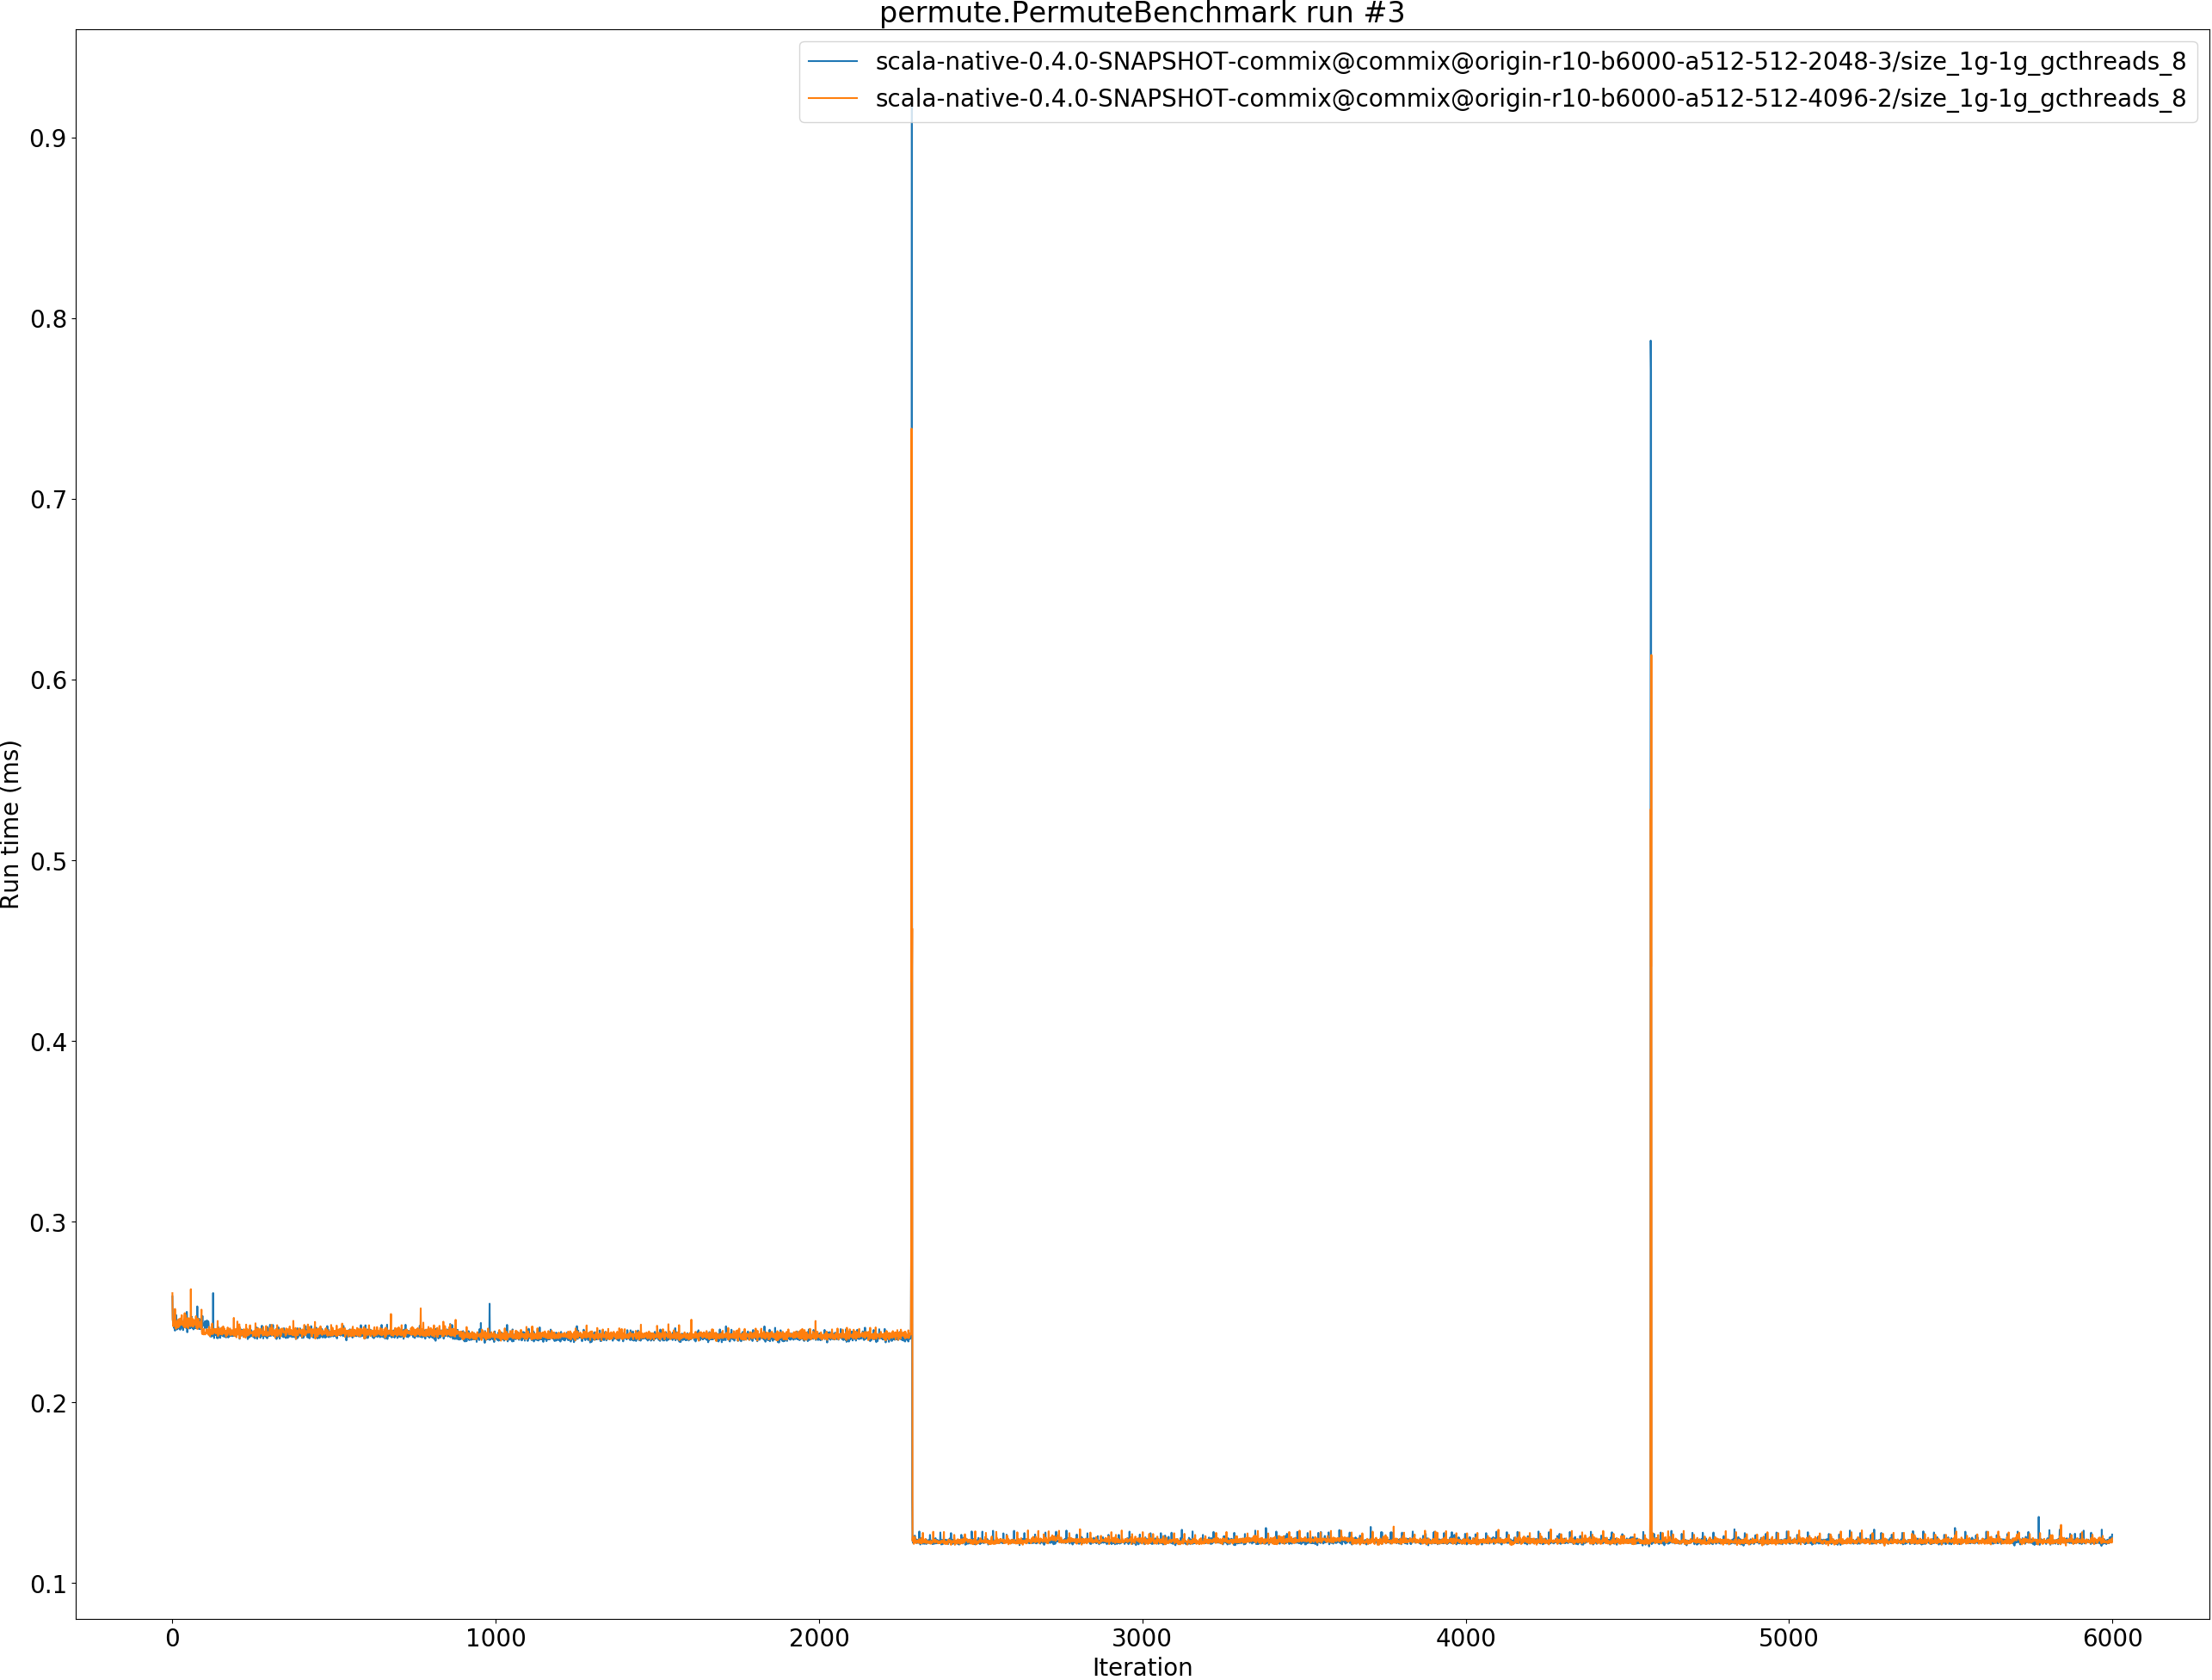 permute.PermuteBenchmark run #3
scala-native-0.4.0-SNAPSHOT-commix@commix@origin-r10-b6000-a512-512-2048-3/size_1g-1g_gcthreads_8
scala-native-0.4.0-SNAPSHOT-commix@commix@origin-r10-b6000-a512-512-4096-2/size_1g-1g_gcthreads_8
0.9
0.8
0.7
0.6
0.5
0.4
0.3
0.2
0.1
Run time (ms)
0 1000 2000 3000 4000 5000 6000
Iteration